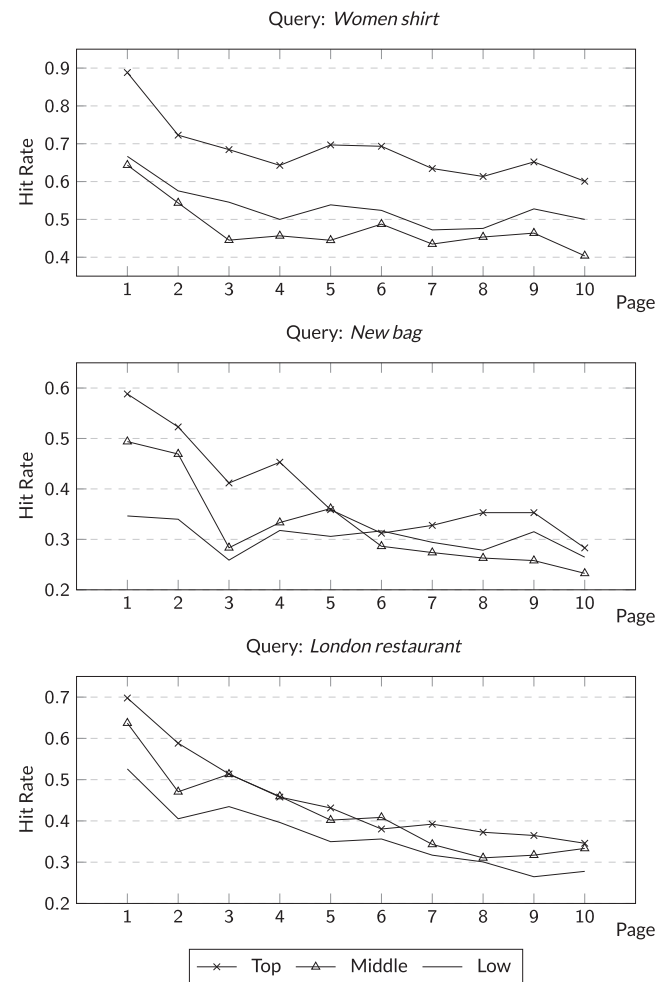 Query: Women shirt
0.9
0.8
0.7
0.6
0.5
0.4
Hit Rate
1 2 3 4 5 6 7 8 9 10
Page
Query: New bag
0.6
0.5
0.4
0.3
0.2
Hit Rate
1 2 3 4 5 6 7 8 9 10
Page
Query: London restaurant
0.7
0.6
0.5
0.4
0.3
0.2
Hit Rate
1 2 3 4 5 6 7 8 9 10
Page
Top Middle Low